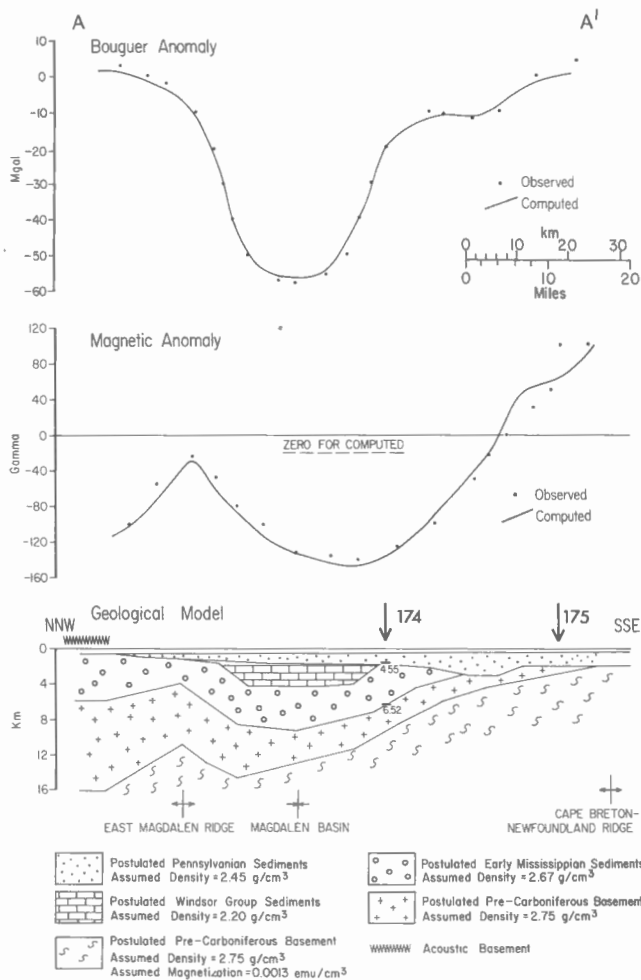 A A'
10
Bouguer Anomaly
0
-10
-20
-30
-40
-50
-60
Mgal
Observed
Computed
km
0 10 20 30
0 10 20
Miles
120
Magnetic Anomaly
80
40
0
-40
-80
-120
-160
Gamma
ZERO FOR COMPUTED
Observed
Computed
NNW Geological Model 174 175 SSE
0
4
8
12
16
Km
4.55
6.52
EAST MAGDALEN RIDGE
MAGDALEN BASIN
CAPE BRETON-
NEWFOUNDLAND RIDGE
Postulated Pennsylvanian Sediments
Assumed Density = 2.45 g/cm³
Postulated Early Mississippian Sediments
Assumed Density = 2.67 g/cm³
Postulated Windsor Group Sediments
Assumed Density = 2.20 g/cm³
Postulated Pre-Carboniferous Basement
Assumed Density = 2.75 g/cm³
Postulated Pre-Carboniferous Basement
Assumed Density = 2.75 g/cm³
Assumed Magnetization = 0.0013 emu/cm³
Acoustic Basement